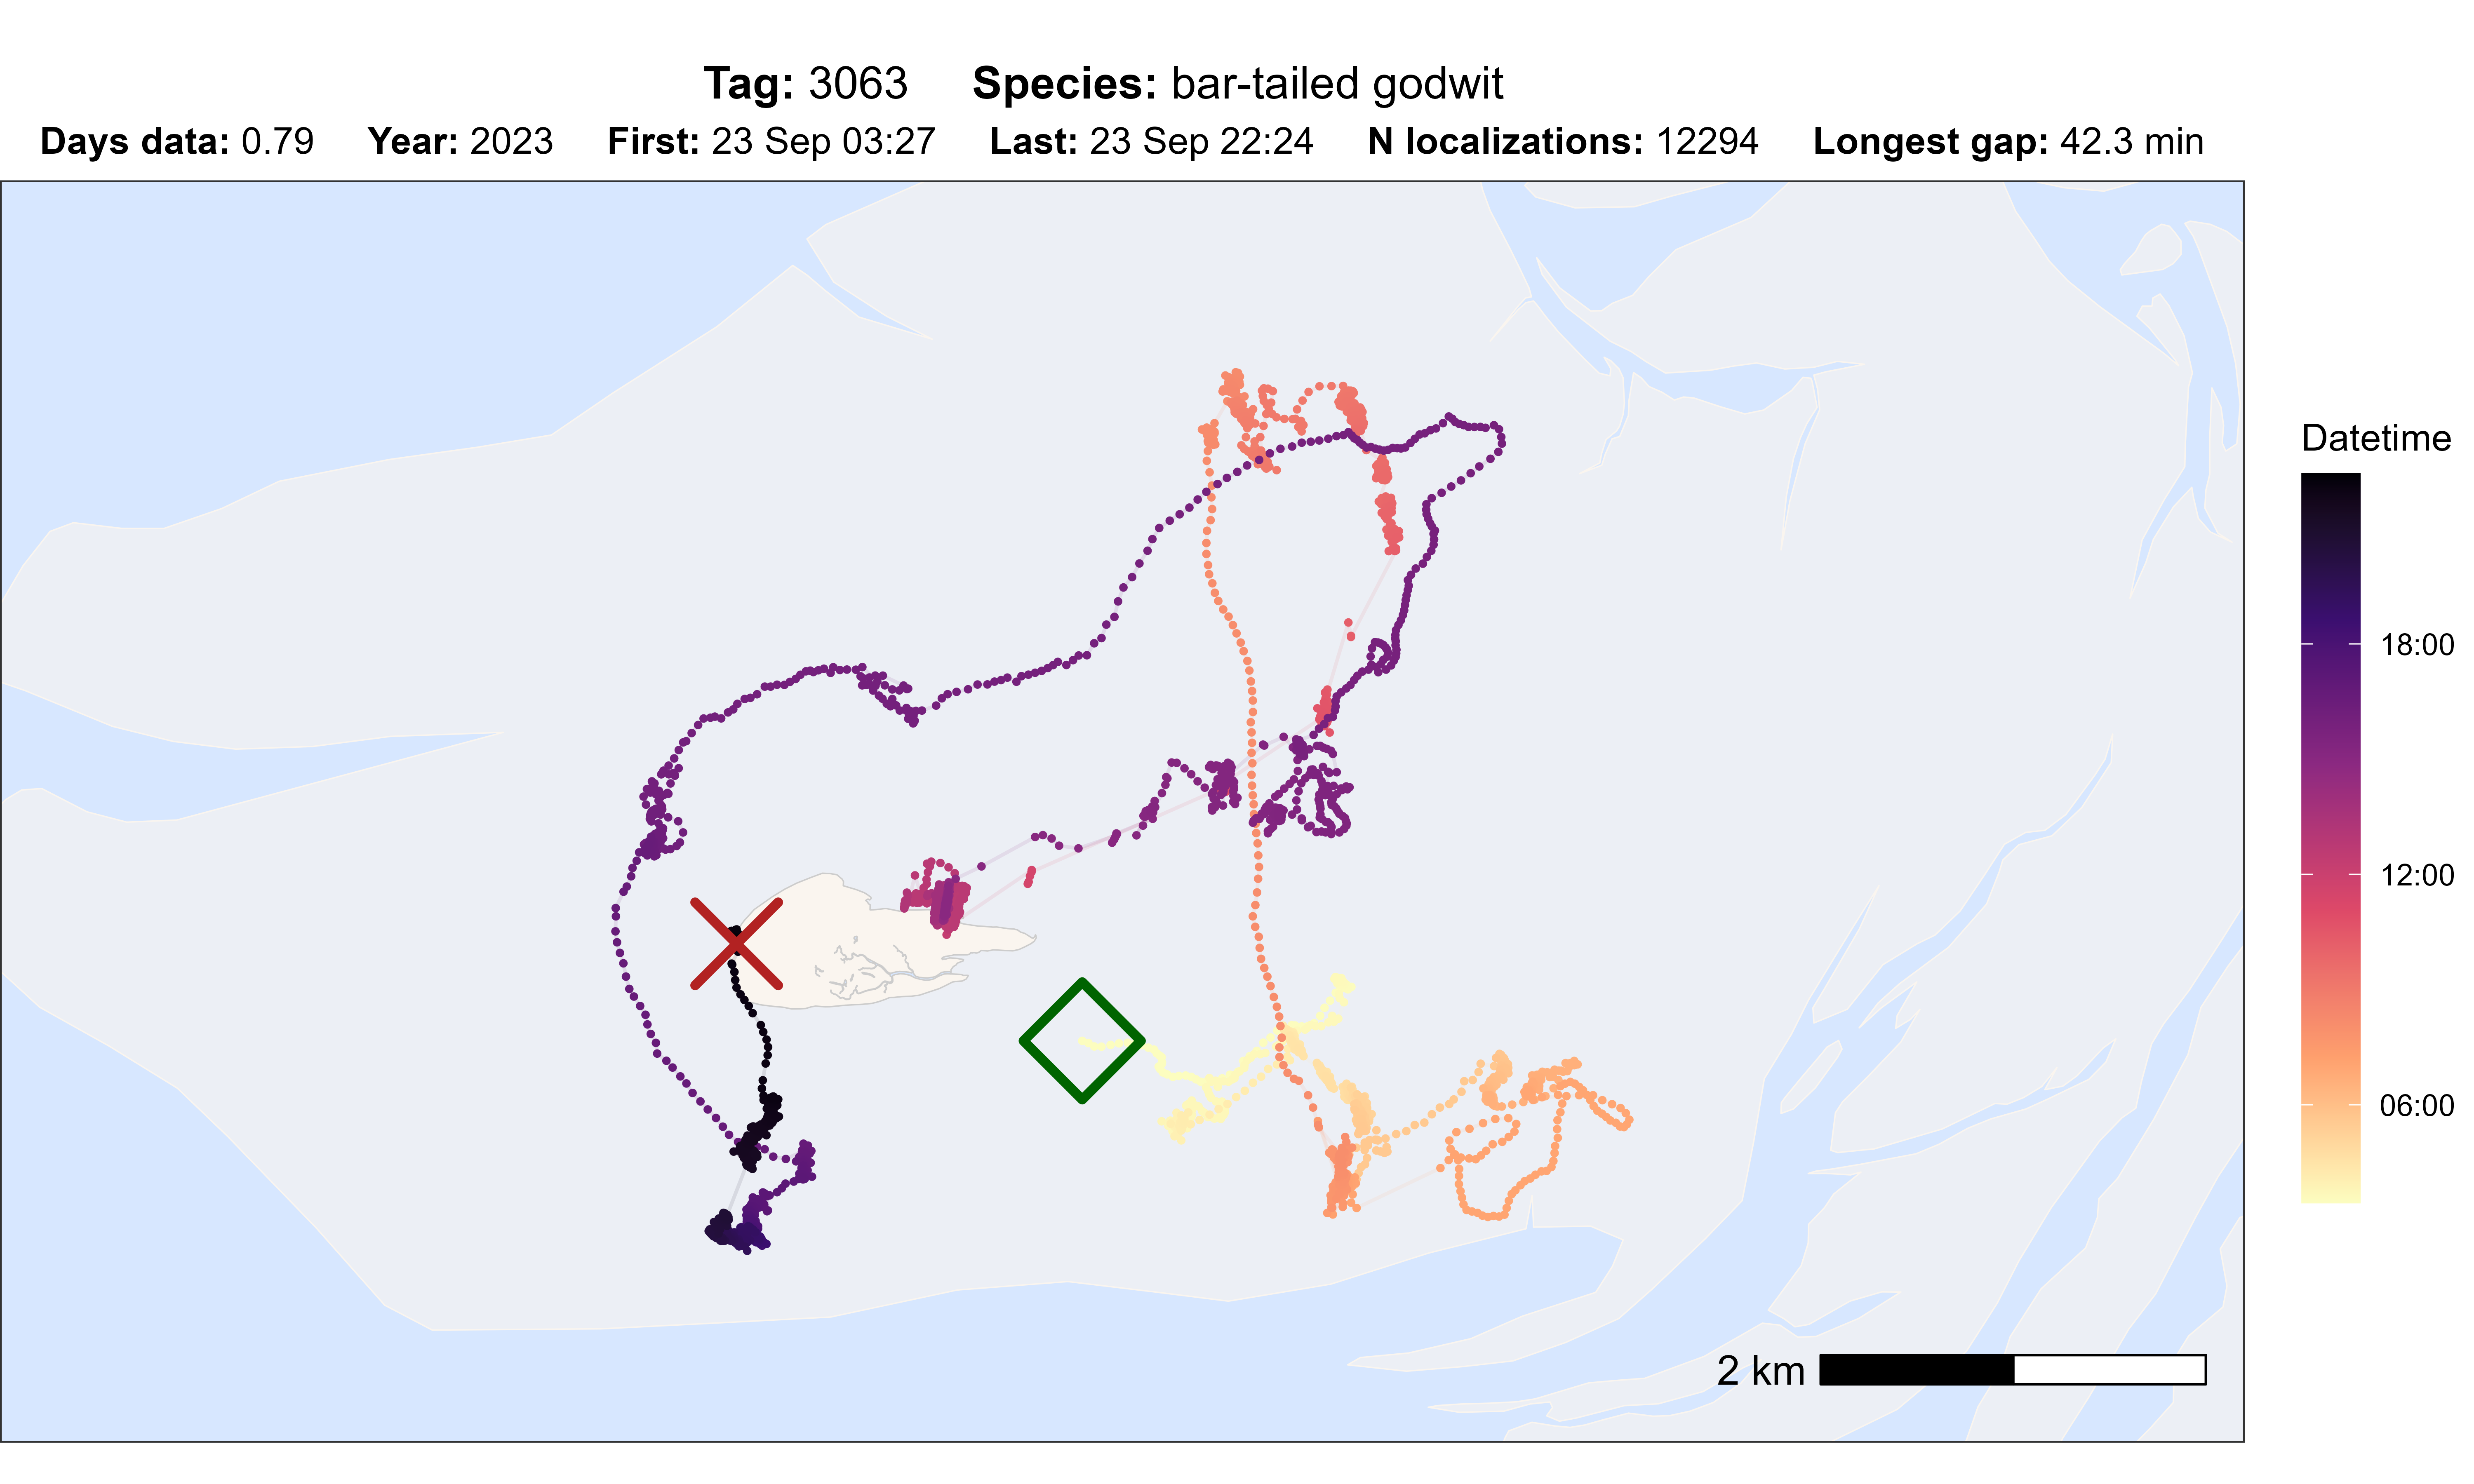 Tag: 3063 Species: bar-tailed godwit
Days data: 0.79 Year: 2023 First: 23 Sep 03:27 Last: 23 Sep 22:24 N localizations: 12294 Longest gap: 42.3 min
Datetime
18:00
12:00
06:00
2 km